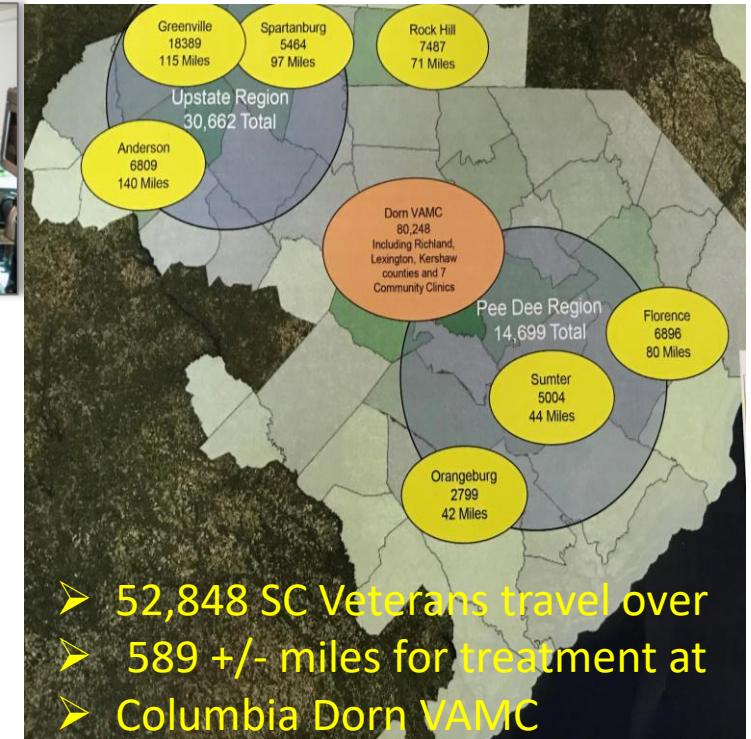 Greenville
18389
115 Miles
Spartanburg
5464
97 Miles
Rock Hill
7487
71 Miles
Upstate Region
30,662 Total
Anderson
6809
140 Miles
Dorn VAMC
80,248
Including Richland,
Lexington, Kershaw
counties and 7
Community Clinics
Pee Dee Region
14,699 Total
Florence
6896
80 Miles
Sumter
5004
44 Miles
Orangeburg
2799
42 Miles
➢ 52,848 SC Veterans travel over
➢ 589 +/- miles for treatment at
➢ Columbia Dorn VAMC